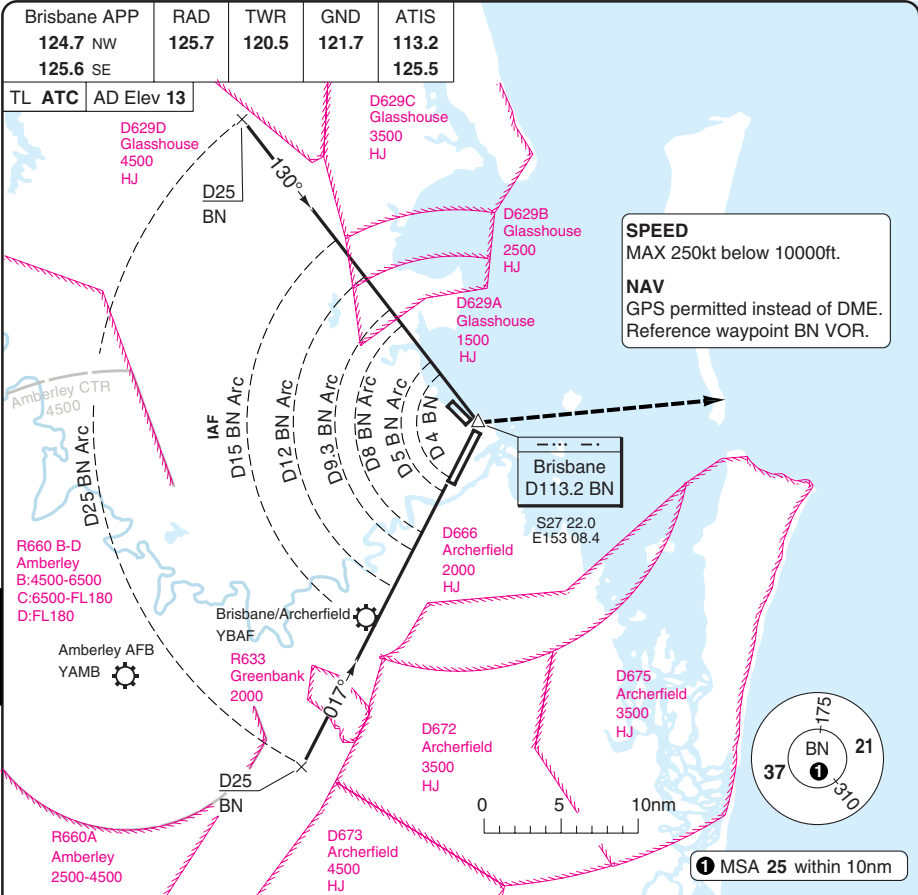 Brisbane APP
124.7 NW
125.6 SE
RAD
125.7
TWR
120.5
GND
121.7
ATIS
113.2
125.5
TL ATC
AD Elev 13
D629D
Glasshouse
4500
HJ
D629C
Glasshouse
3500
HJ
D25
BN
130°
D629B
Glasshouse
2500
HJ
SPEED
MAX 250kt below 10000ft.
NAV
GPS permitted instead of DME.
Reference waypoint BN VOR.
D629A
Glasshouse
1500
HJ
Amberley CTR
4500
D25 BN Arc
IAF
D15 BN Arc
D12 BN Arc
D9.3 BN Arc
D8 BN Arc
D5 BN Arc
D4 BN
Brisbane
D113.2 BN
S27 22.0
E153 08.4
R660 B-D
Amberley
B:4500-6500
C:6500-FL180
D:FL180
D666
Archerfield
2000
HJ
Brisbane/Archerfield
YBAF
Amberley AFB
YAMB
R633
Greenbank
2000
017°
D675
Archerfield
3500
HJ
D672
Archerfield
3500
HJ
D25
BN
0 5 10nm
175
BN
1
21
37
310
R660A
Amberley
2500-4500
D673
Archerfield
4500
HJ
1 MSA 25 within 10nm